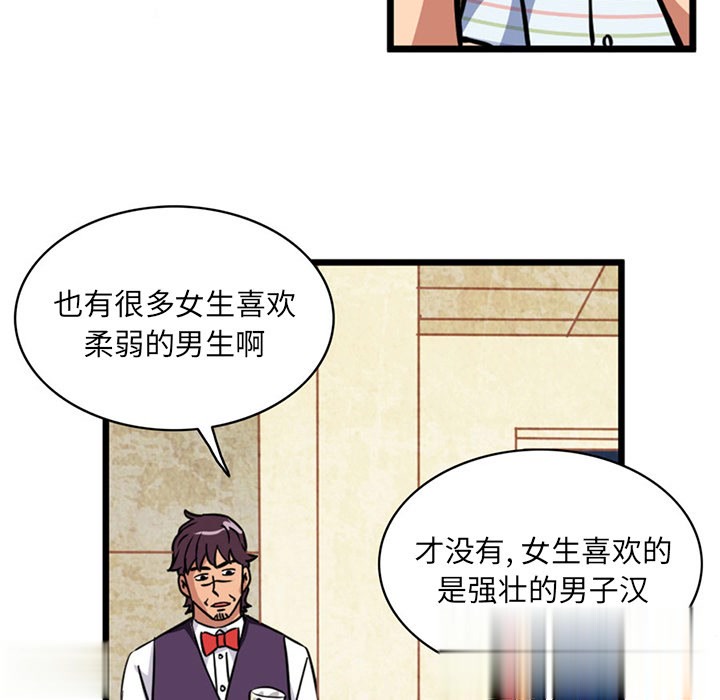 也有很多女生喜欢
柔弱的男生啊
才没有, 女生喜欢的
是强壮的男子汉